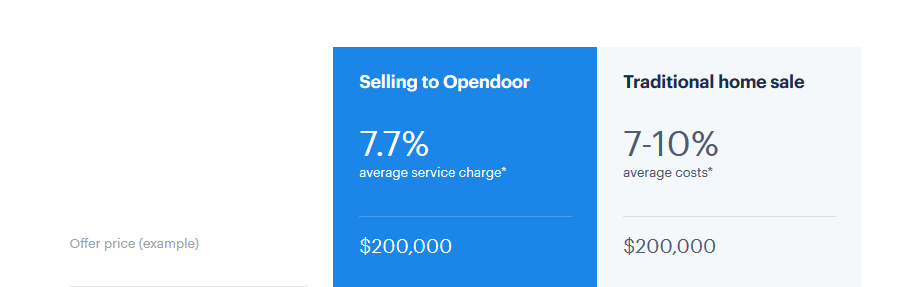 Selling to Opendoor
Traditional home sale
7.7%
7-10%
average service charge*
average costs*
Offer price (example)
$200,000
$200,000